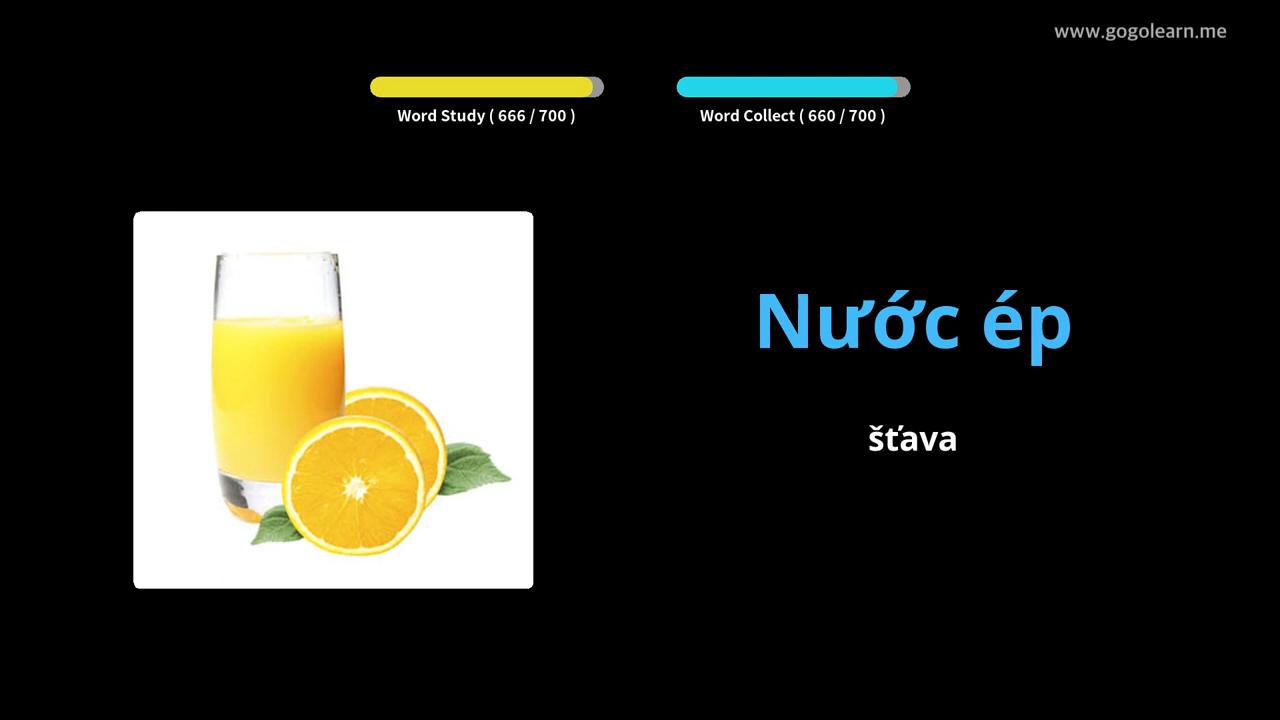 www.gogolearn.me
Word Study ( 666 / 700 )
Word Collect ( 660 / 700 )
Nước ép
šťava